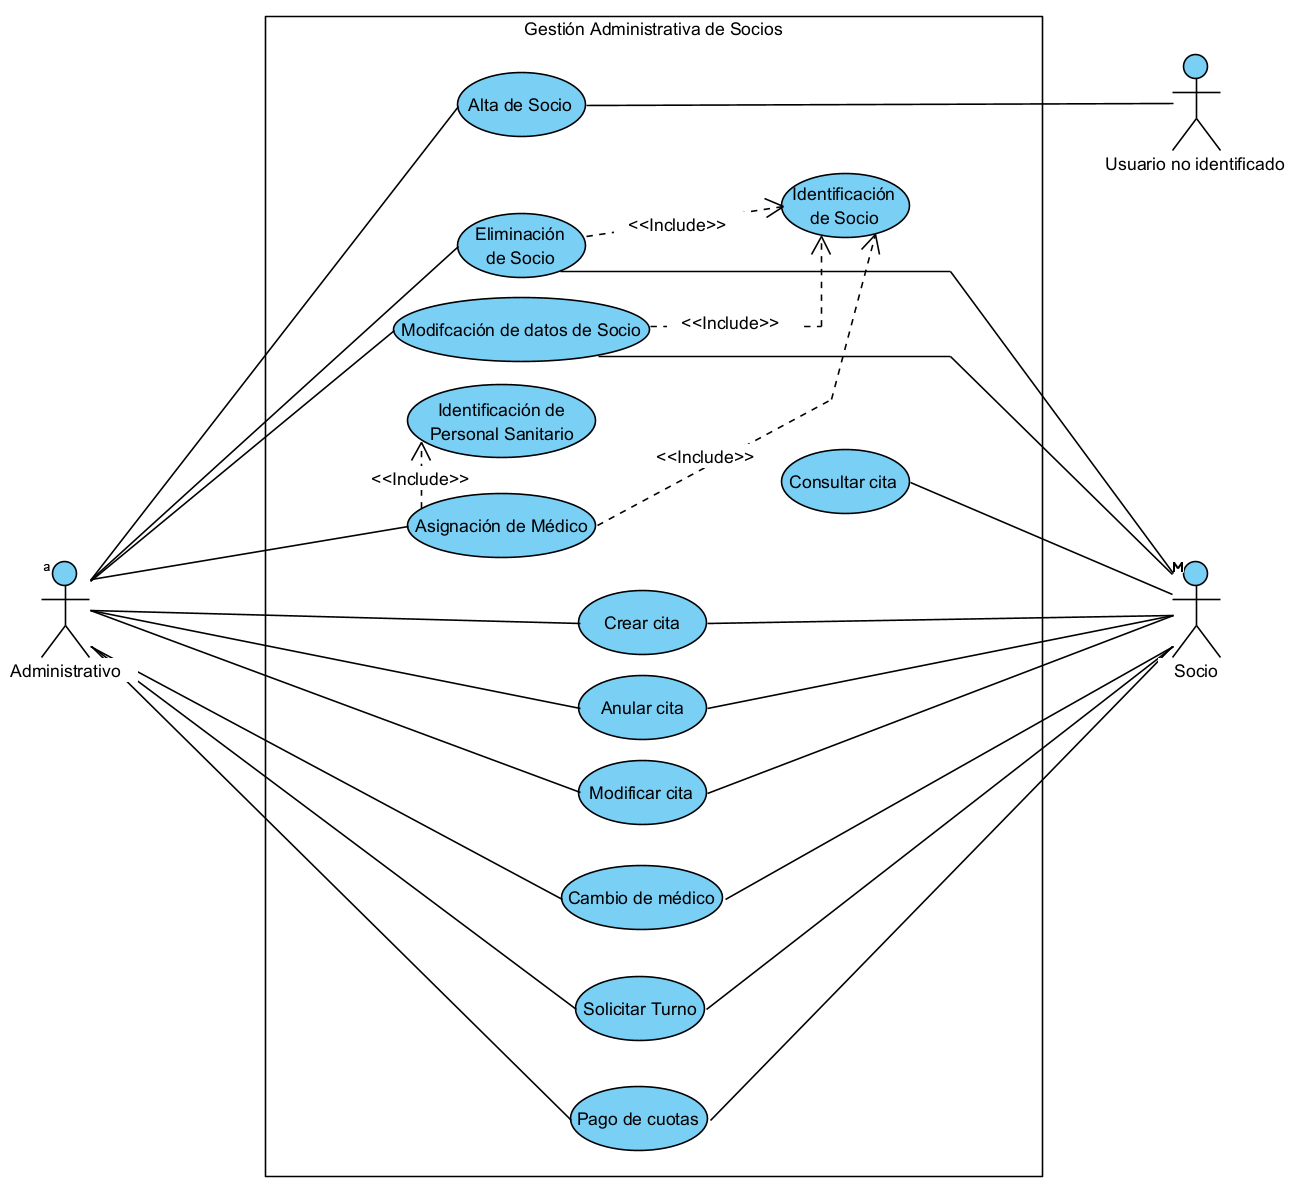 Gestión Administrativa de Socios
Alta de Socio
Usuario no identificado
Identificación
de Socio
<<Include>>
Eliminación
de Socio
Modifcación de datos de Socio
<<Include>>
Identificación de
Personal Sanitario
<<Include>>
<<Include>>
Consultar cita
Asignación de Médico
a
Administrativo
M
Socio
Crear cita
Anular cita
Modificar cita
Cambio de médico
Solicitar Turno
Pago de cuotas